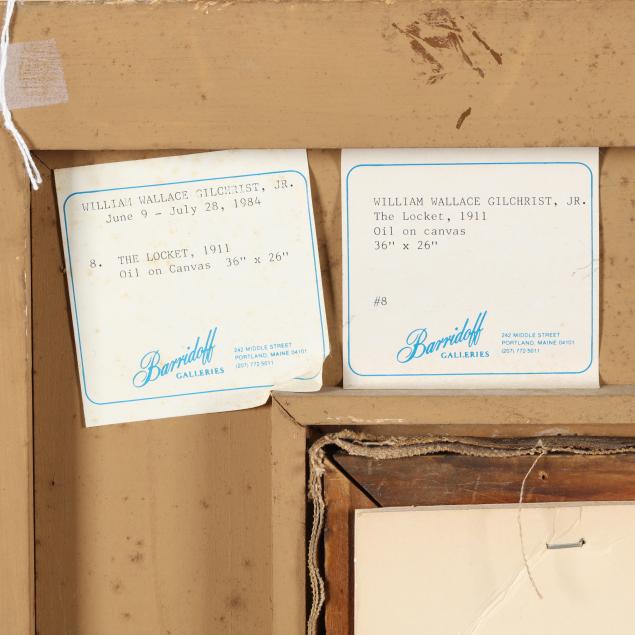 WILLIAM WALLACE GILCHRIST, JR.
June 9 - July 28, 1984
8. THE LOCKET, 1911
Oil on Canvas 36" x 26"
Barridoff
GALLERIES
242 MIDDLE STREET
PORTLAND, MAINE 04101
(207) 772 5011
WILLIAM WALLACE GILCHRIST, JR.
The Locket, 1911
Oil on canvas
36" x 26"
#8
Barridoff
GALLERIES
242 MIDDLE STREET
PORTLAND, MAINE 04101
(207) 772 5011